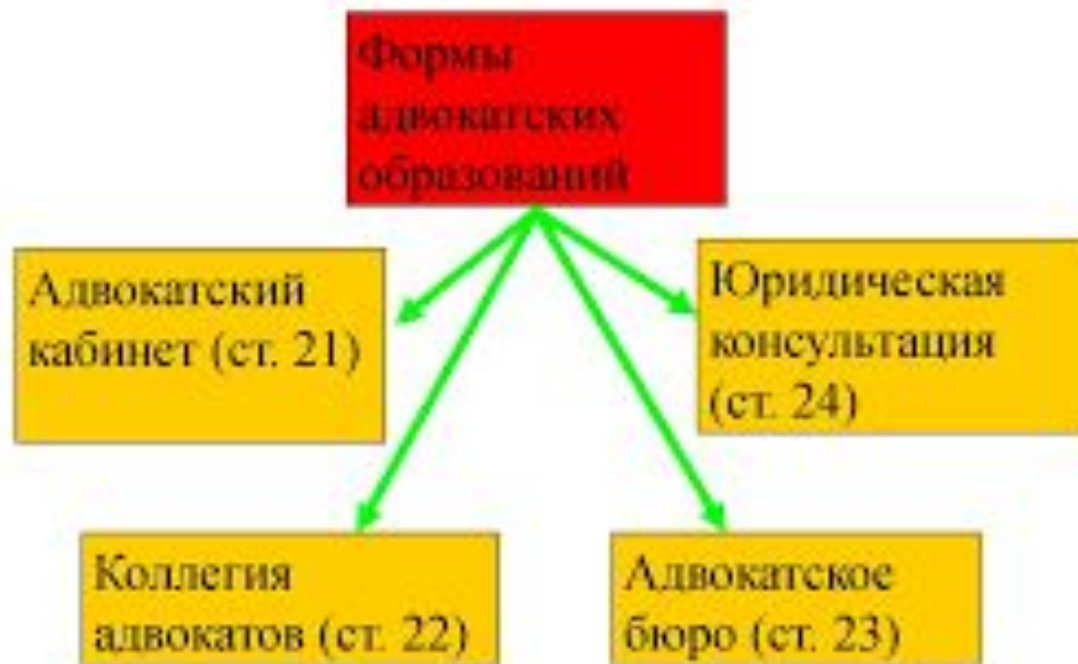 Формы
адвокатских
образований
Адвокатский
кабинет (ст. 21)
Юридическая
консультация
(ст. 24)
Коллегия
адвокатов (ст. 22)
Адвокатское
бюро (ст. 23)